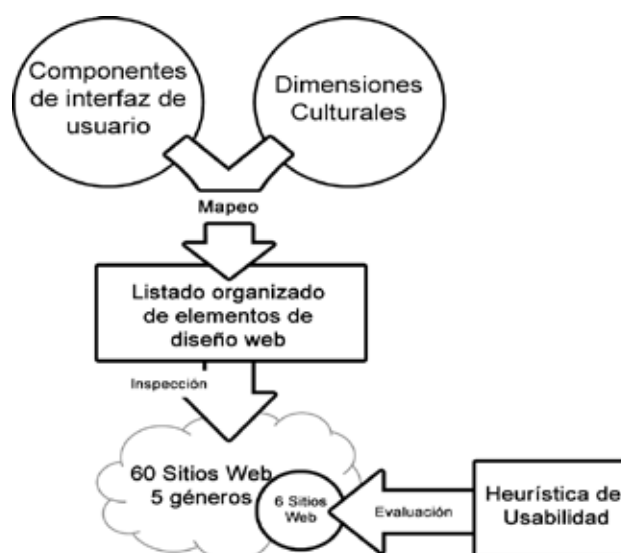 Componentes
de interfaz de
usuario
Dimensiones
Culturales
Mapeo
Listado organizado
de elementos de
diseño web
Inspección
60 Sitios Web
5 géneros
6 Sitios
Web
Evaluación
Heurística de
Usabilidad